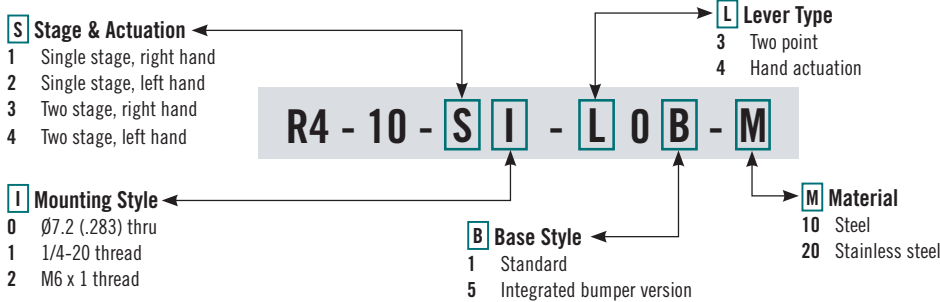 S Stage & Actuation
1 Single stage, right hand
2 Single stage, left hand
3 Two stage, right hand
4 Two stage, left hand
L Lever Type
3 Two point
4 Hand actuation
R4 - 10 - S I - L 0 B - M
I Mounting Style
0 Ø7.2 (.283) thru
1 1/4-20 thread
2 M6 x 1 thread
B Base Style
1 Standard
5 Integrated bumper version
M Material
10 Steel
20 Stainless steel